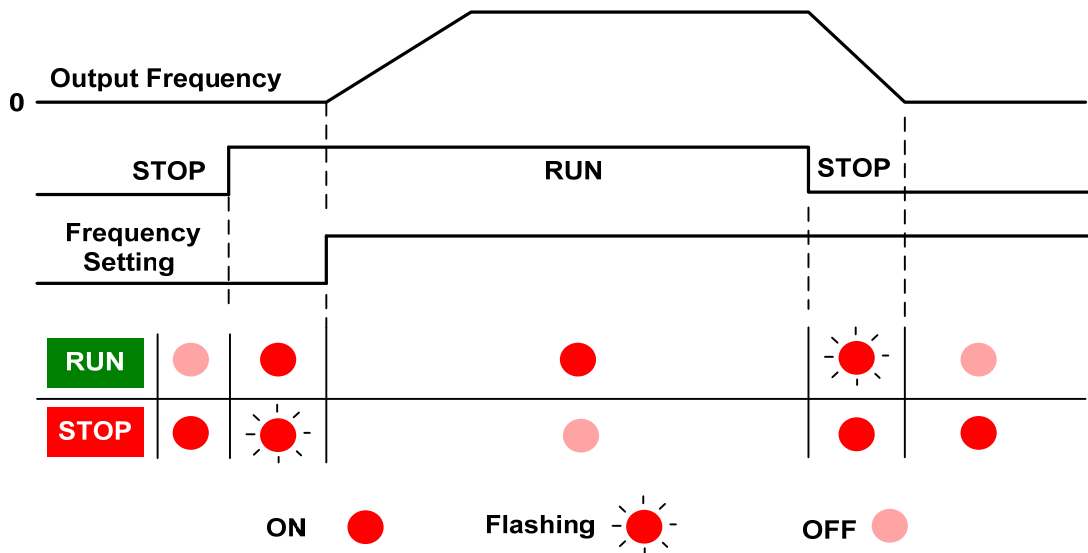 Output Frequency
0
STOP
RUN
STOP
Frequency
Setting
RUN
STOP
ON
Flashing
OFF